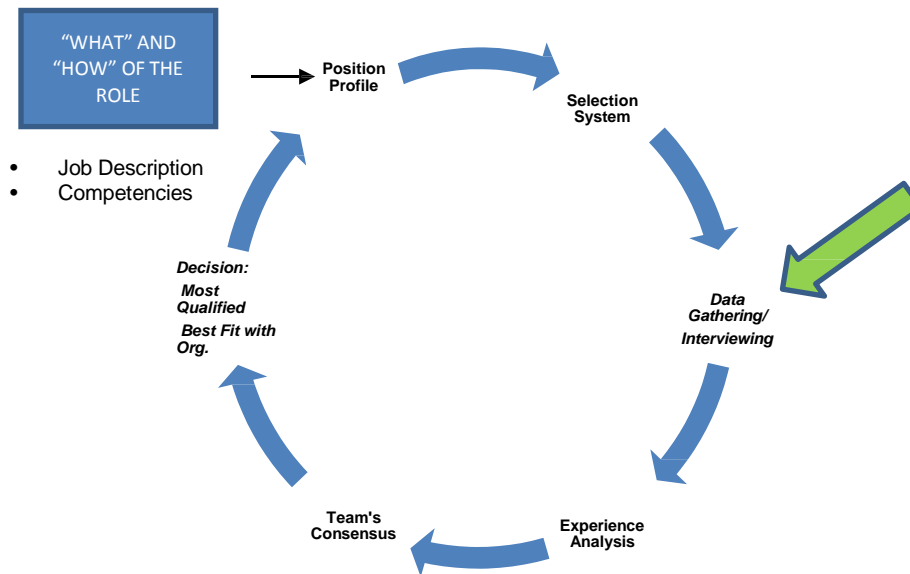 “WHAT” AND
“HOW” OF THE
ROLE
• Job Description
• Competencies
Position
Profile
Selection
System
Data
Gathering/
Interviewing
Experience
Analysis
Team's
Consensus
Decision:
Most
Qualified
Best Fit with
Org.